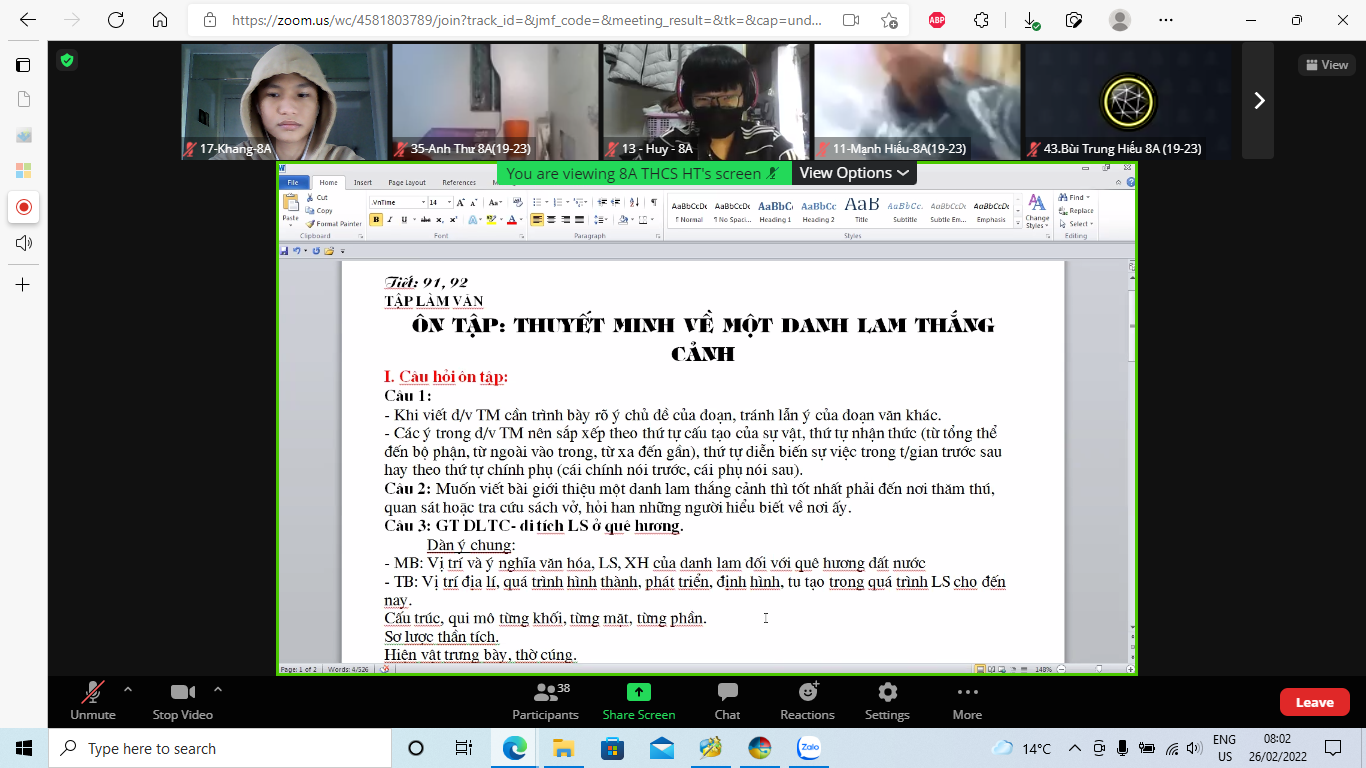 https://zoom.us/wc/4581803789/join?track_id=&jmf_code=&meeting_result=&tk=&cap=und...
ABP
View
17-Khang-8A
35-Anh Thư 8A(19-23)
13 - Huy - 8A
11-Mạnh Hiếu-8A(19-23)
43.Bùi Trung Hiếu 8A (19-23)
You are viewing 8A THCS HT's screen
View Options
File Home Insert Page Layout References
Cut
Copy
Format Painter
Paste
.VnTime 14
Clipboard Font Paragraph Styles Editing
AaBbCcDc AaBbCcDc AaBbCc AaBbCc AaB AaBbCc. AaBbCcDc AaBbCcDc
¶ Normal ¶ No Spaci... Heading 1 Heading 2 Title Subtitle Subtle Em... Emphasis
Change Styles
Find
Replace
Select
Tiết: 91, 92
TẬP LÀM VĂN
ÔN TẬP: THUYẾT MINH VỀ MỘT DANH LAM THẮNG
CẢNH
I. Câu hỏi ôn tập:
Câu 1:
- Khi viết đ/v TM cần trình bày rõ ý chủ đề của đoạn, tránh lẫn ý của đoạn văn khác.
- Các ý trong đ/v TM nên sắp xếp theo thứ tự cấu tạo của sự vật, thứ tự nhận thức (từ tổng thể
đến bộ phận, từ ngoài vào trong, từ xa đến gần), thứ tự diễn biến sự việc trong t/gian trước sau
hay theo thứ tự chính phụ (cái chính nói trước, cái phụ nói sau).
Câu 2: Muốn viết bài giới thiệu một danh lam thắng cảnh thì tốt nhất phải đến nơi thăm thú,
quan sát hoặc tra cứu sách vở, hỏi han những người hiểu biết về nơi ấy.
Câu 3: GT DLTC- di tích LS ở quê hương.
Dàn ý chung:
- MB: Vị trí và ý nghĩa văn hóa, LS, XH của danh lam đối với quê hương đất nước
- TB: Vị trí địa lí, quá trình hình thành, phát triển, định hình, tu tạo trong quá trình LS cho đến
nay.
Cấu trúc, qui mô từng khối, từng mặt, từng phần.
Sơ lược thần tích.
Hiện vật trưng bày, thờ cúng.
Page: 1 of 2 Words: 4/526 148%
Unmute
Stop Video
38
Participants
Share Screen
Chat
Reactions
Settings
More
Leave
Type here to search
Zalo
14°C
ENG
US
08:02
26/02/2022